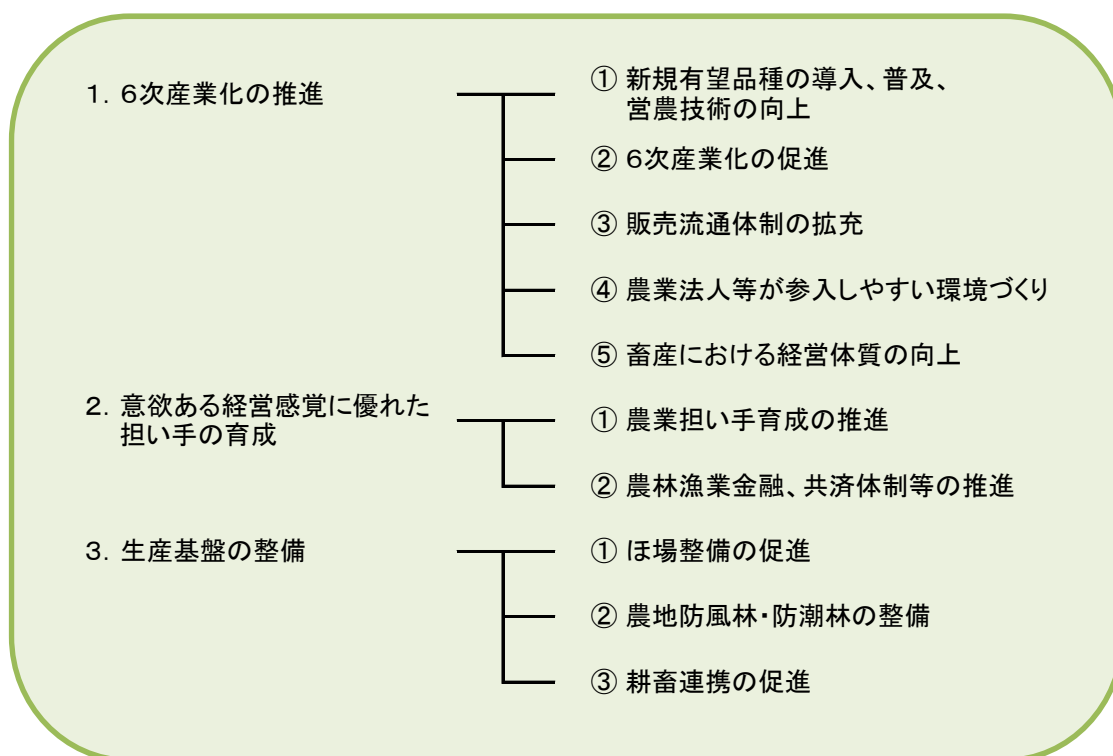 1. 6次産業化の推進
① 新規有望品種の導入、普及、
営農技術の向上
② 6次産業化の促進
③ 販売流通体制の拡充
④ 農業法人等が参入しやすい環境づくり
⑤ 畜産における経営体質の向上
2. 意欲ある経営感覚に優れた
担い手の育成
① 農業担い手育成の推進
② 農林漁業金融、共済体制等の推進
3. 生産基盤の整備
① ほ場整備の促進
② 農地防風林・防潮林の整備
③ 耕畜連携の促進